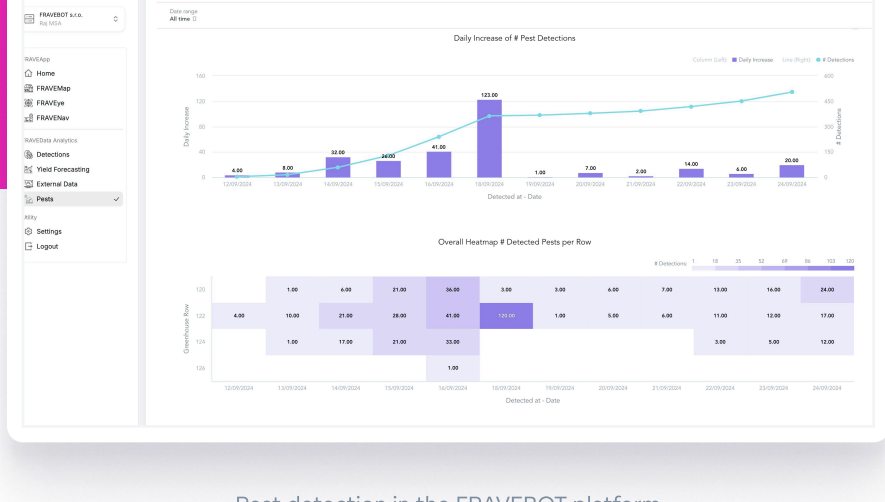 FRAVEBOT s.r.o.
Raj MSA
FRAVEApp
Home
FRAVEMap
FRAVEye
FRAVENav
FRAVEData Analytics
Detections
Yield Forecasting
External Data
Pests
Utility
Settings
Logout
Date range
All time
Daily Increase of # Pest Detections
Column (Left): Daily Increase Line (Right): # Detections
160 600
123.00
120 450
Daily Increase
# Detections
80 300
32.00 26.00 41.00
40 150
4.00 8.00 1.00 7.00 2.00 14.00 6.00 20.00
0 0
12/09/2024 13/09/2024 14/09/2024 15/09/2024 16/09/2024 18/09/2024 19/09/2024 20/09/2024 21/09/2024 22/09/2024 23/09/2024 24/09/2024
Detected at - Date
Overall Heatmap # Detected Pests per Row
# Detections: 1 18 35 52 69 86 103 120
Greenhouse Row
120 1.00 6.00 21.00 36.00 3.00 3.00 6.00 7.00 13.00 16.00 24.00
122 4.00 10.00 21.00 28.00 41.00 120.00 1.00 5.00 6.00 11.00 12.00 17.00
124 1.00 17.00 21.00 33.00 3.00 5.00 12.00
126 1.00
12/09/2024 13/09/2024 14/09/2024 15/09/2024 16/09/2024 18/09/2024 19/09/2024 20/09/2024 21/09/2024 22/09/2024 23/09/2024 24/09/2024
Detected at - Date
Pest detection in the FRAVEBOT platform